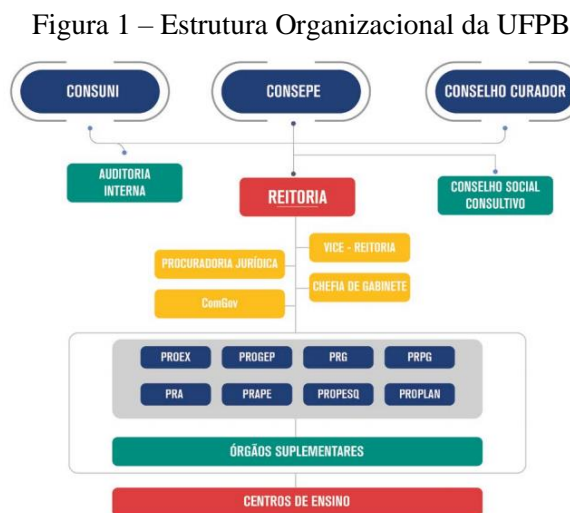 Figura 1 – Estrutura Organizacional da UFPB
CONSUNI
CONSEPE
CONSELHO CURADOR
AUDITORIA
INTERNA
REITORIA
CONSELHO SOCIAL
CONSULTIVO
VICE - REITORIA
PROCURADORIA JURÍDICA
CHEFIA DE GABINETE
ComGov
PROEX
PROGEP
PRG
PRPG
PRA
PRAPE
PROPESQ
PROPLAN
ÓRGÃOS SUPLEMENTARES
CENTROS DE ENSINO